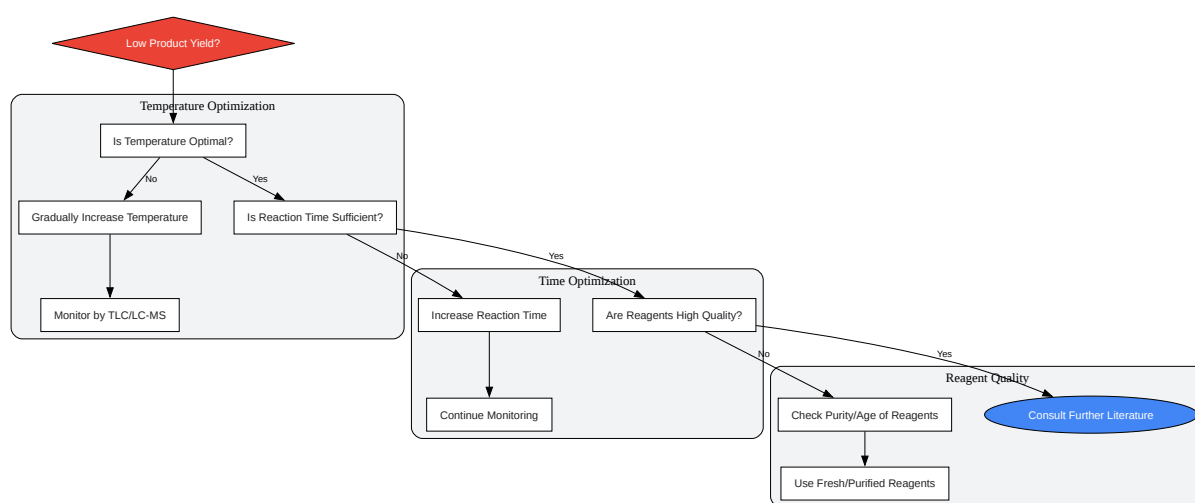 Low Product Yield?
Temperature Optimization
Is Temperature Optimal?
No
Yes
Gradually Increase Temperature
Is Reaction Time Sufficient?
No
Yes
Monitor by TLC/LC-MS
Time Optimization
Increase Reaction Time
Are Reagents High Quality?
No
Yes
Continue Monitoring
Reagent Quality
Check Purity/Age of Reagents
Consult Further Literature
Use Fresh/Purified Reagents